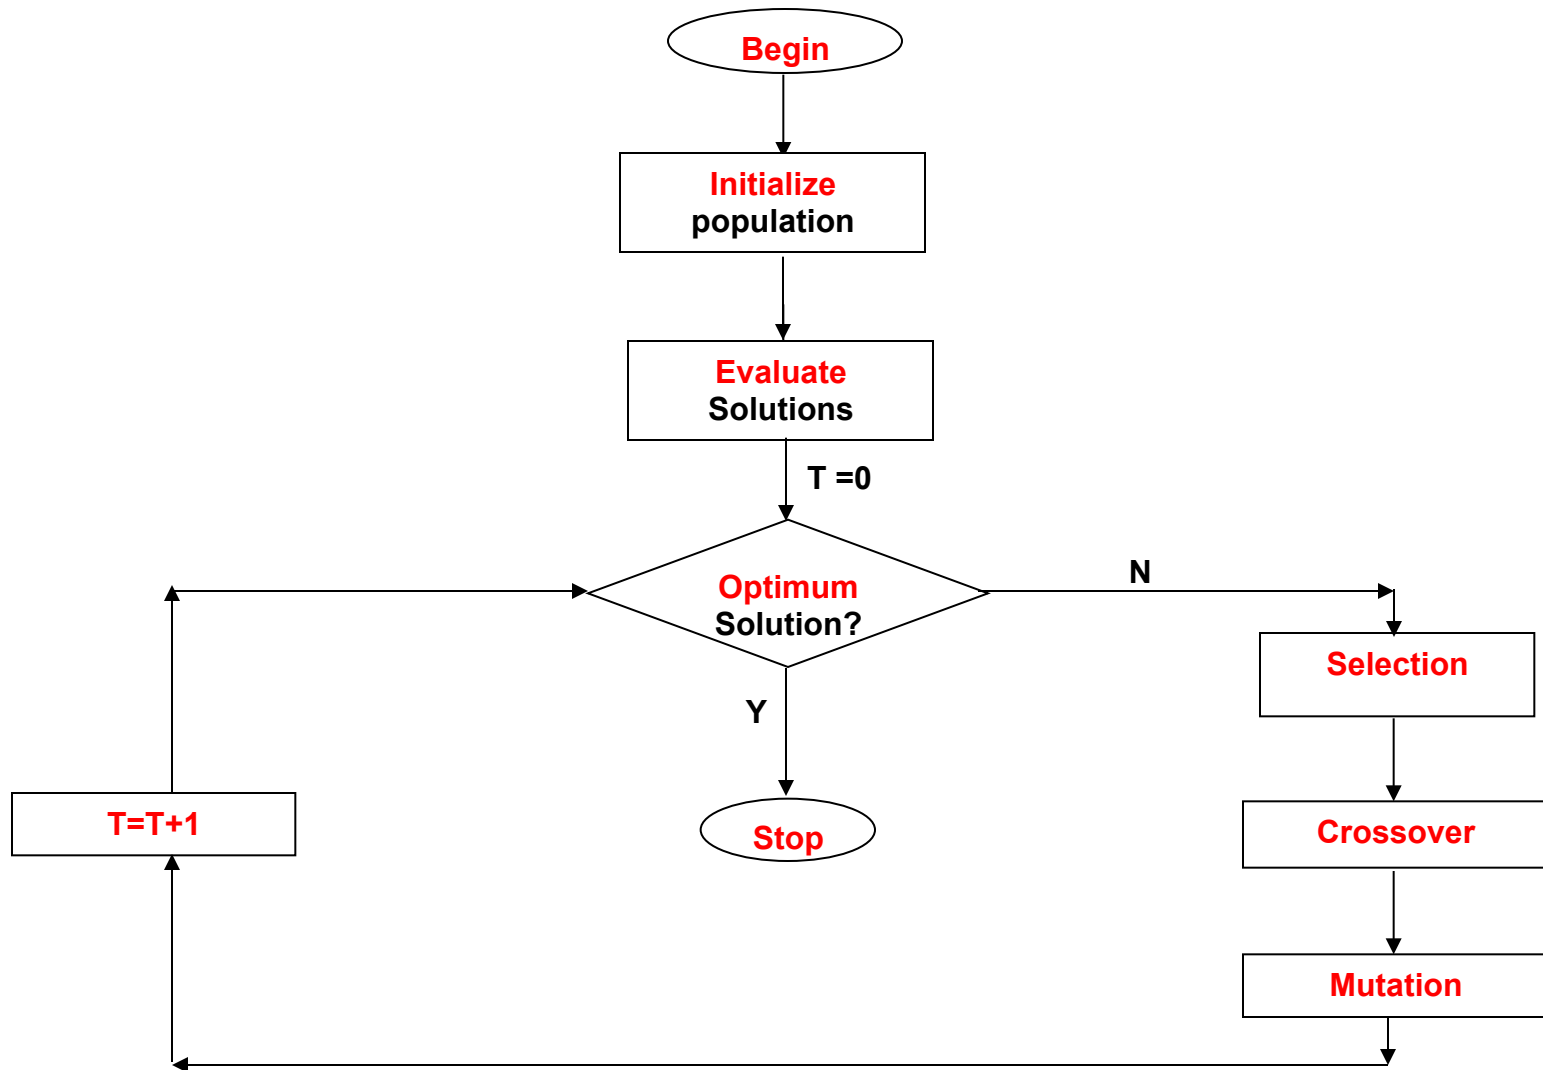 Begin
Initialize
population
Evaluate
Solutions
T =0
Optimum
Solution?
N
Y
Selection
Stop
T=T+1
Crossover
Mutation